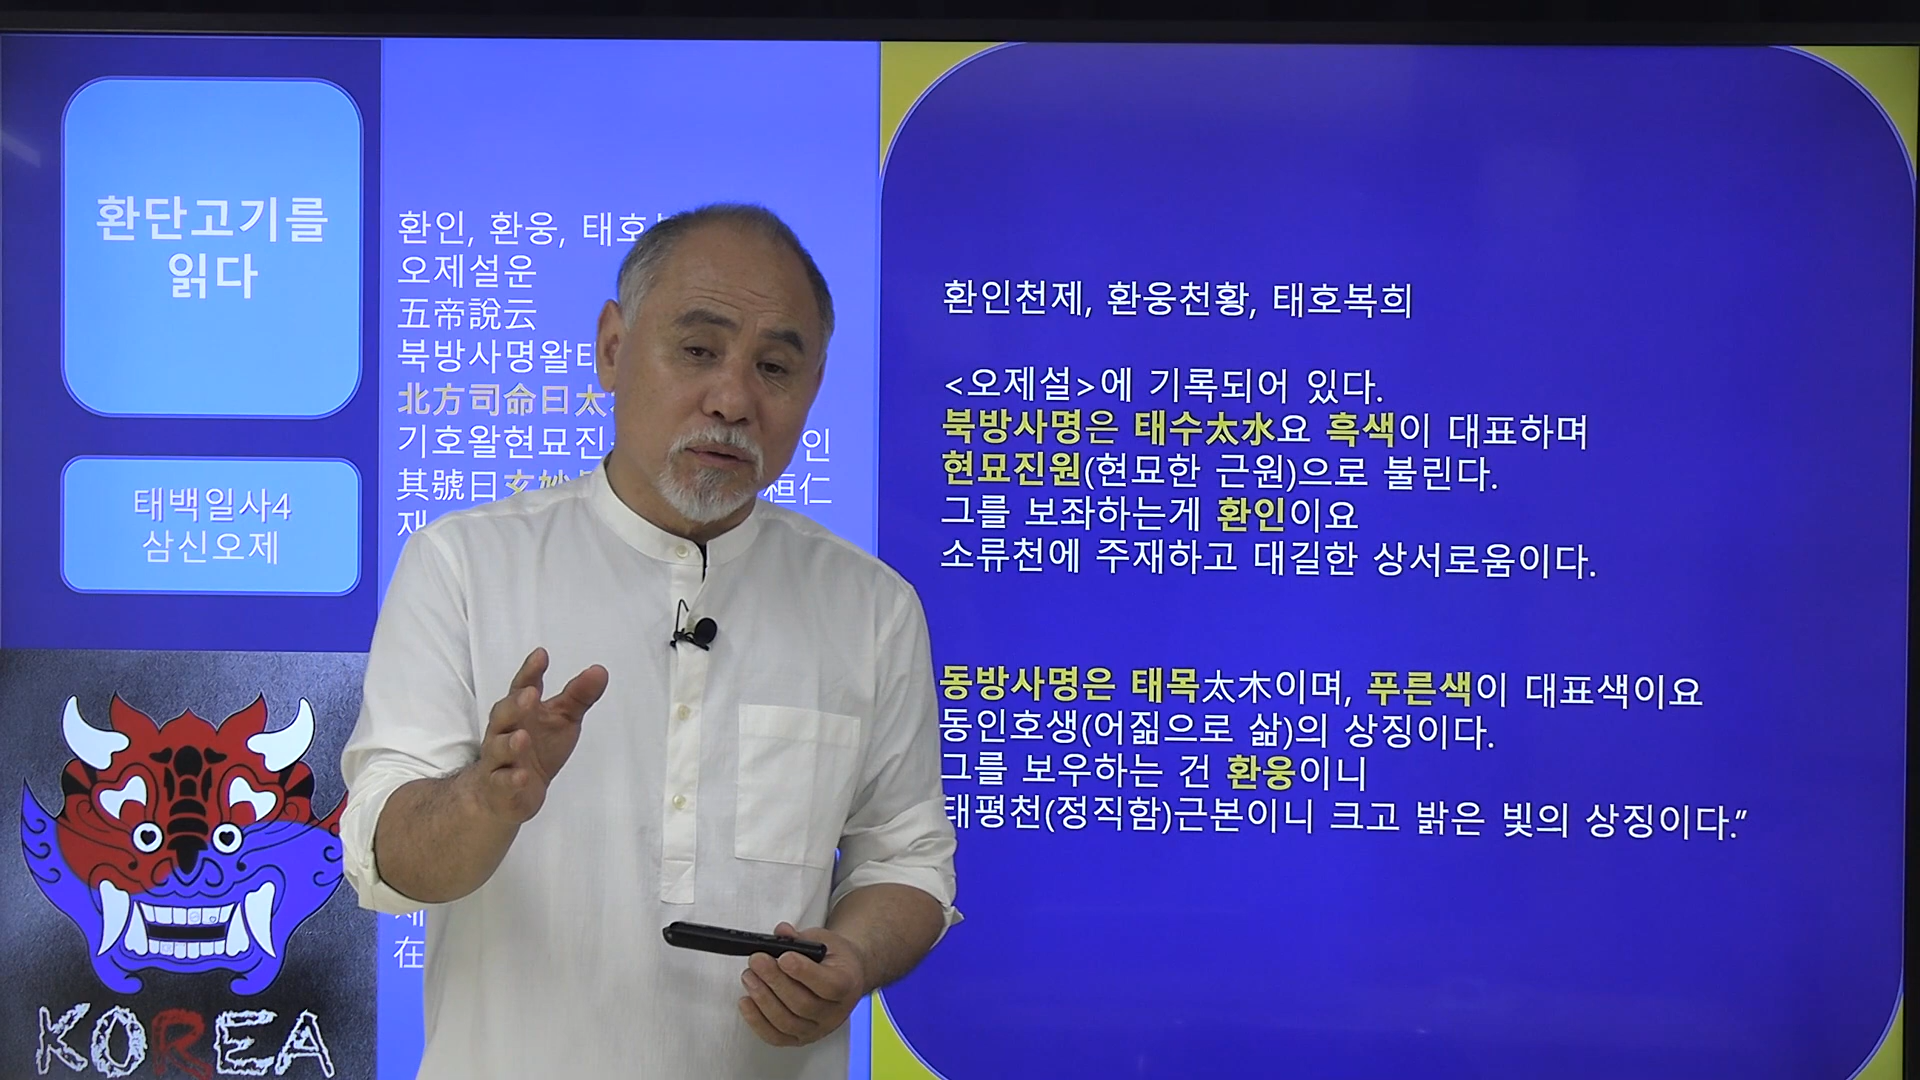 환단고기를
읽다
태백일사4
삼신오제
KOREA
환인, 환웅, 태호
오제설운
五帝說云
북방사명왈태
北方司命曰太
기호왈현묘진 인
其號曰玄妙 桓仁
재
在
환인천제, 환웅천황, 태호복희
<오제설>에 기록되어 있다.
북방사명은 태수太水요 흑색이 대표하며
현묘진원(현묘한 근원)으로 불린다.
그를 보좌하는게 환인이요
소류천에 주재하고 대길한 상서로움이다.
동방사명은 태목太木이며, 푸른색이 대표색이요
동인호생(어짊으로 삶)의 상징이다.
그를 보우하는 건 환웅이니
태평천(정직함)근본이니 크고 밝은 빛의 상징이다.”